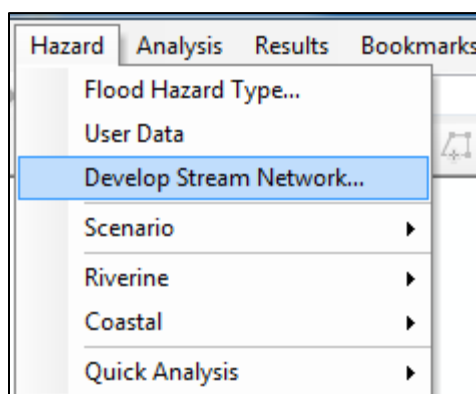 Hazard Analysis Results Bookmarks
Flood Hazard Type...
User Data
Develop Stream Network...
Scenario
Riverine
Coastal
Quick Analysis